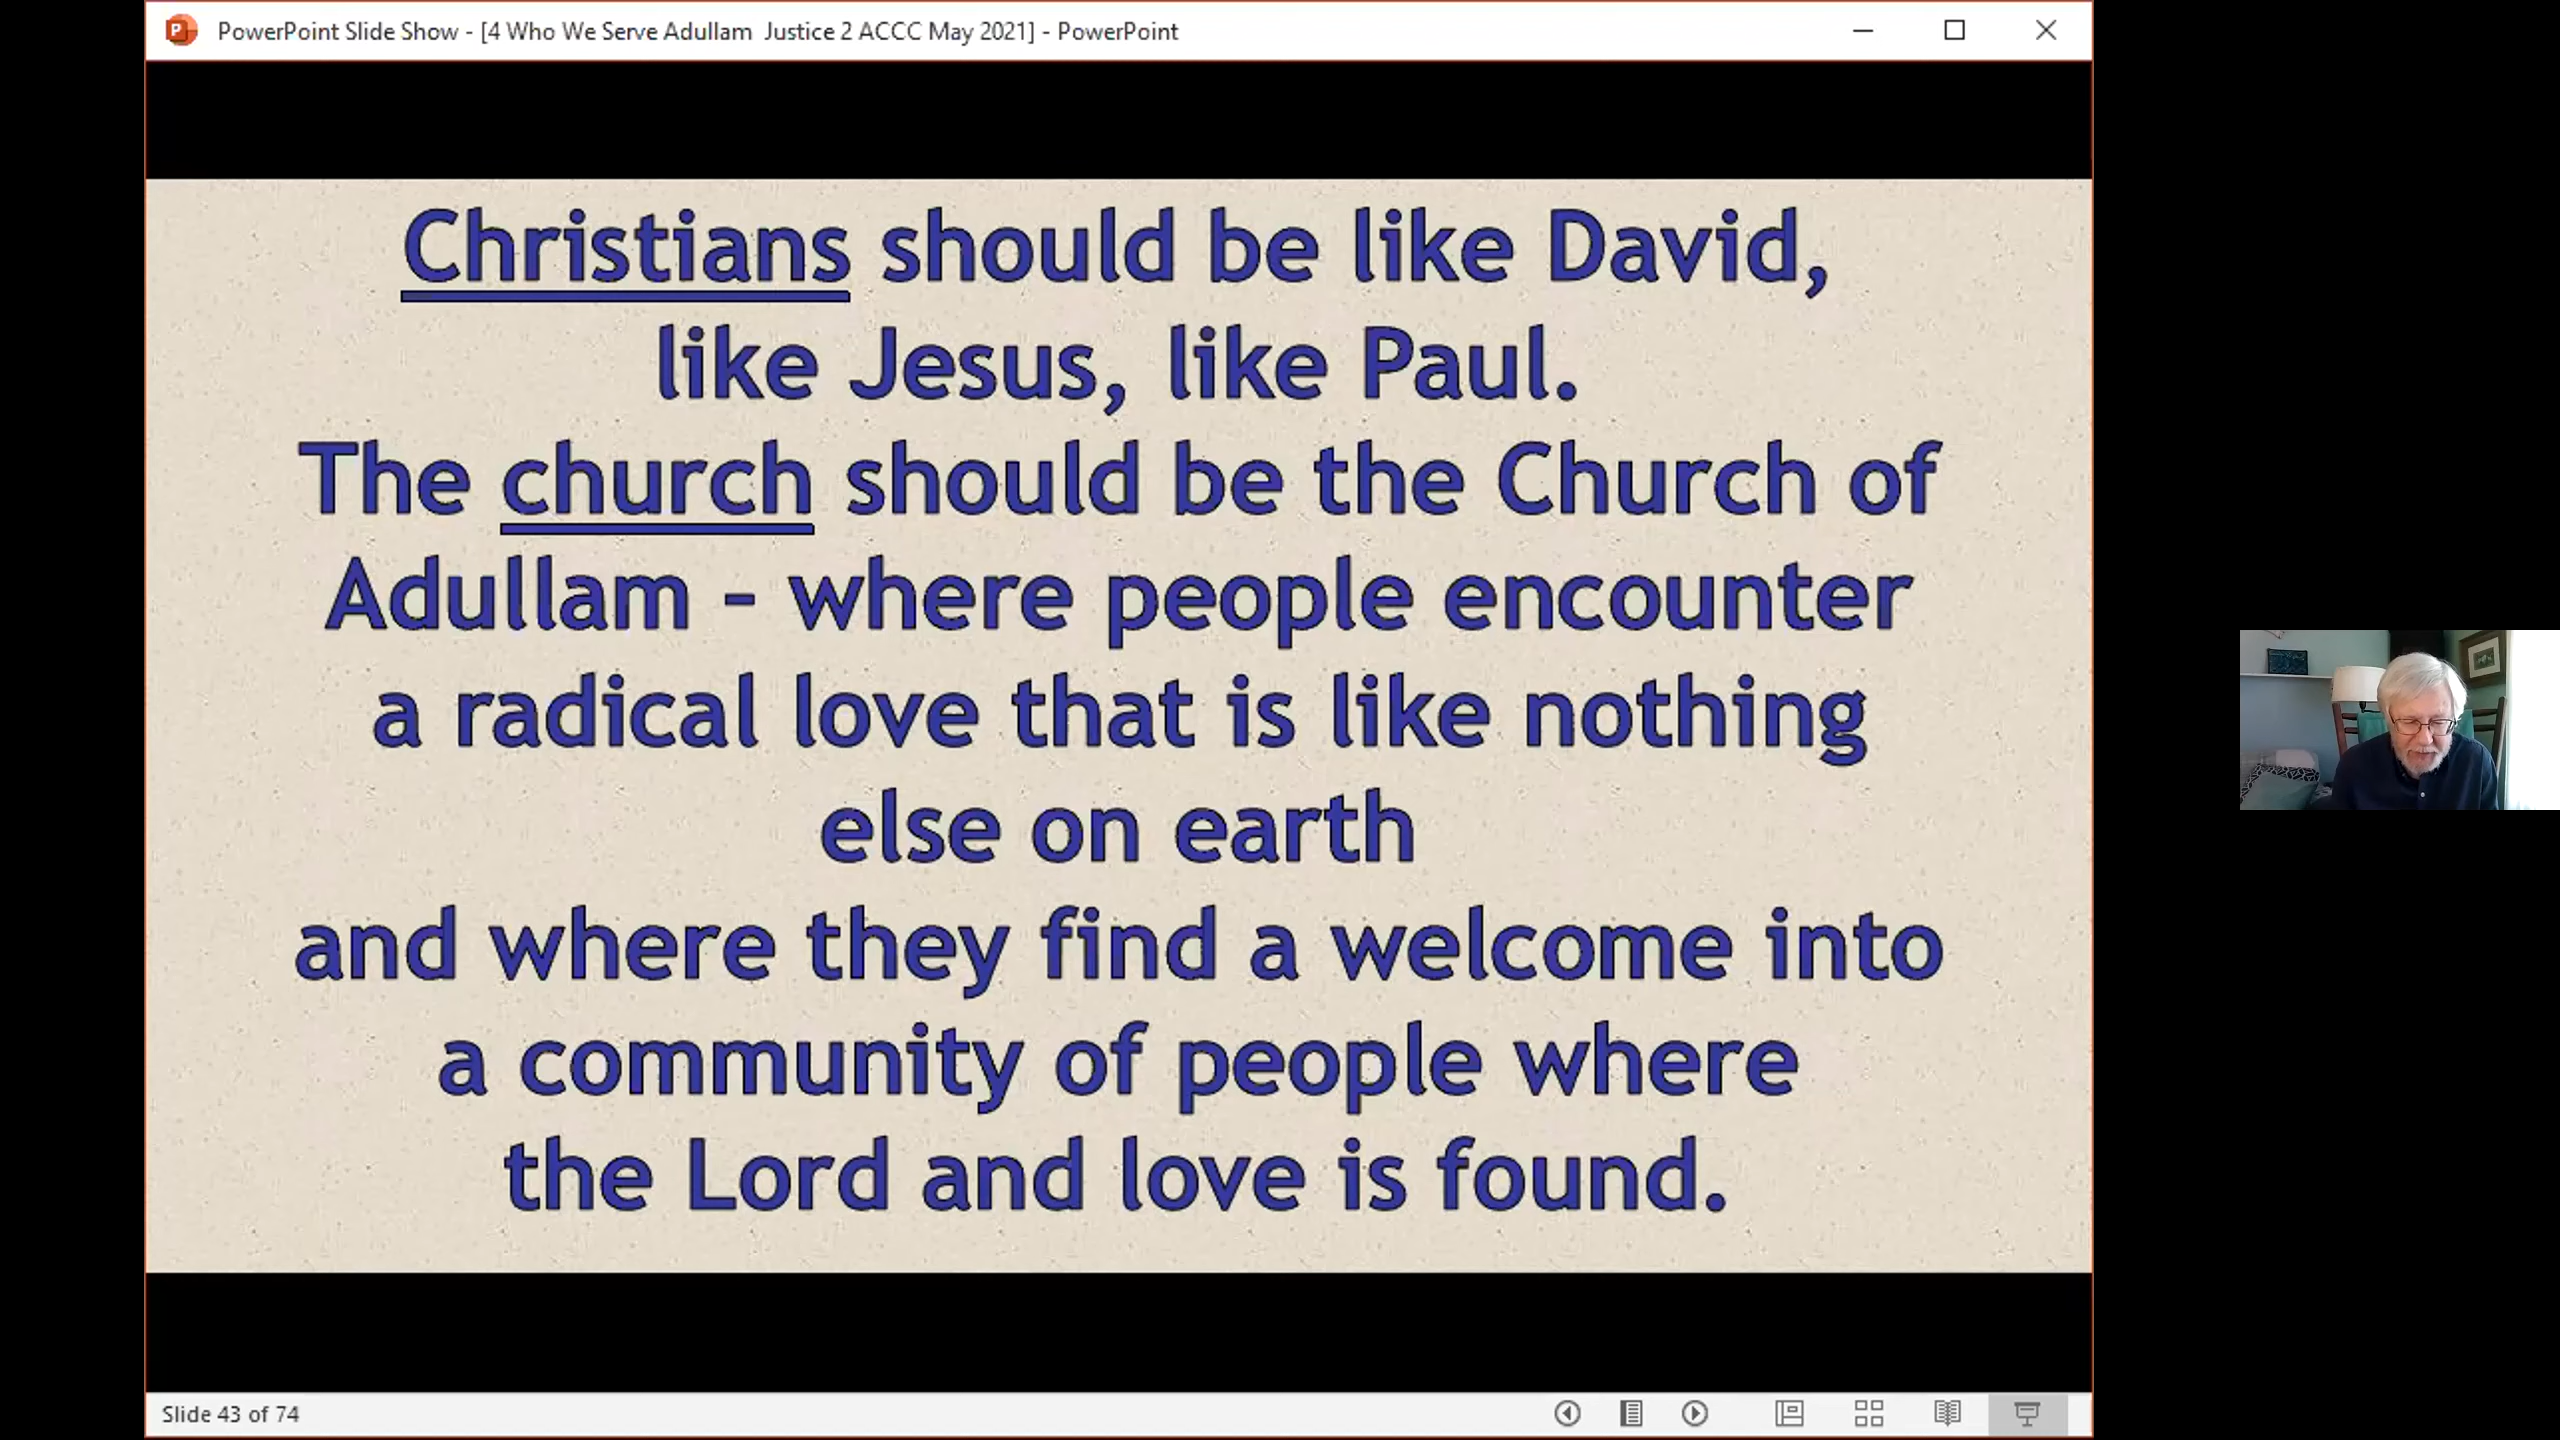 PowerPoint Slide Show - [4 Who We Serve Adullam  Justice 2 ACCC May 2021] - PowerPoint
Christians should be like David,
like Jesus, like Paul.
The church should be the Church of
Adullam – where people encounter
a radical love that is like nothing
else on earth
and where they find a welcome into
a community of people where
the Lord and love is found.
Slide 43 of 74